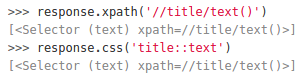 >>> response.xpath('//title/text()')
[<Selector (text) xpath=//title/text()>]
>>> response.css('title::text')
[<Selector (text) xpath=//title/text()>]